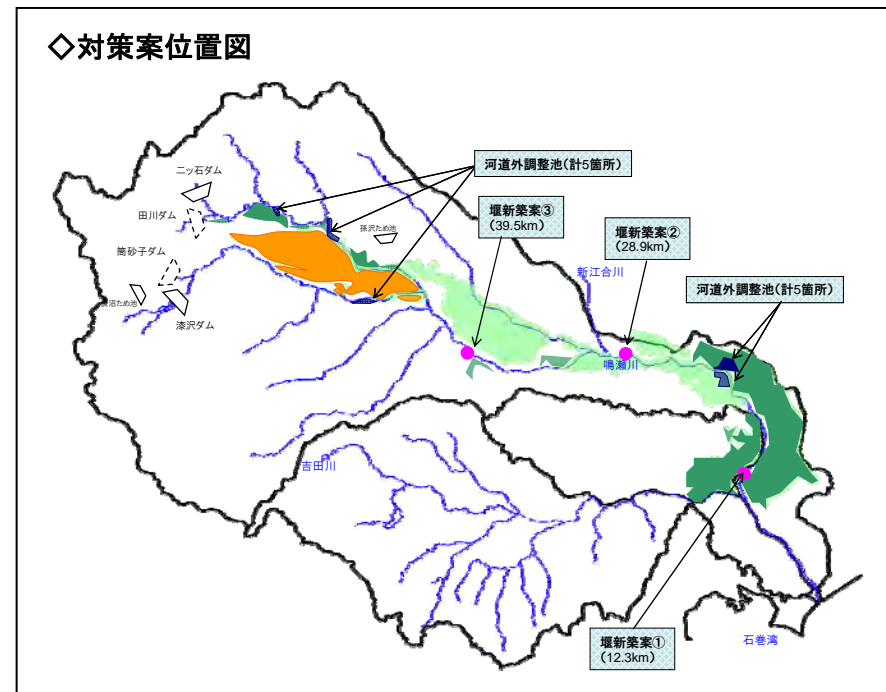 ◇対策案位置図
河道外調整池(計5箇所)
二ッ石ダム
田川ダム
孫沢ため池
堰新築案③
(39.5km)
堰新築案②
(28.9km)
筒砂子ダム
新江合川
河道外調整池(計5箇所)
漆沢ダム
鳴瀬川
吉田川
堰新築案①
(12.3km)
石巻湾